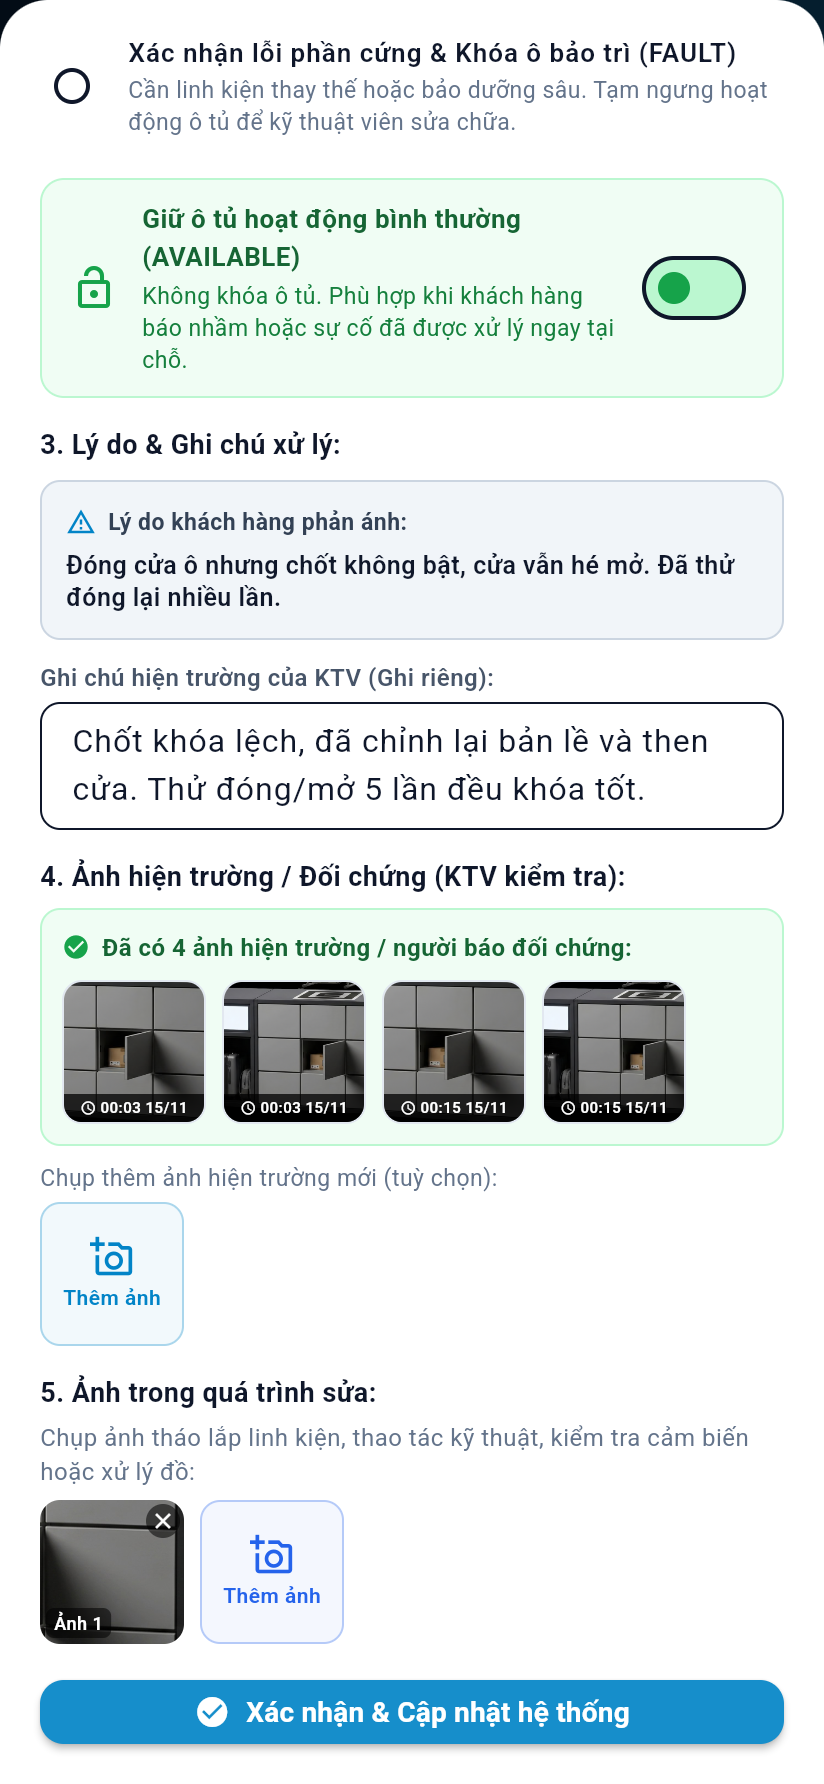 Xác nhận lỗi phần cứng & Khóa ô bảo trì (FAULT)
Cần linh kiện thay thế hoặc bảo dưỡng sâu. Tạm ngưng hoạt
động ô tủ để kỹ thuật viên sửa chữa.
Giữ ô tủ hoạt động bình thường
(AVAILABLE)
Không khóa ô tủ. Phù hợp khi khách hàng
báo nhầm hoặc sự cố đã được xử lý ngay tại
chỗ.
3. Lý do & Ghi chú xử lý:
Lý do khách hàng phản ánh:
Đóng cửa ô nhưng chốt không bật, cửa vẫn hé mở. Đã thử
đóng lại nhiều lần.
Ghi chú hiện trường của KTV (Ghi riêng):
Chốt khóa lệch, đã chỉnh lại bản lề và then
cửa. Thử đóng/mở 5 lần đều khóa tốt.
4. Ảnh hiện trường / Đối chứng (KTV kiểm tra):
Đã có 4 ảnh hiện trường / người báo đối chứng:
00:03 15/11 00:03 15/11 00:15 15/11 00:15 15/11
Chụp thêm ảnh hiện trường mới (tuỳ chọn):
Thêm ảnh
5. Ảnh trong quá trình sửa:
Chụp ảnh tháo lắp linh kiện, thao tác kỹ thuật, kiểm tra cảm biến
hoặc xử lý đồ:
Ảnh 1
Thêm ảnh
Xác nhận & Cập nhật hệ thống